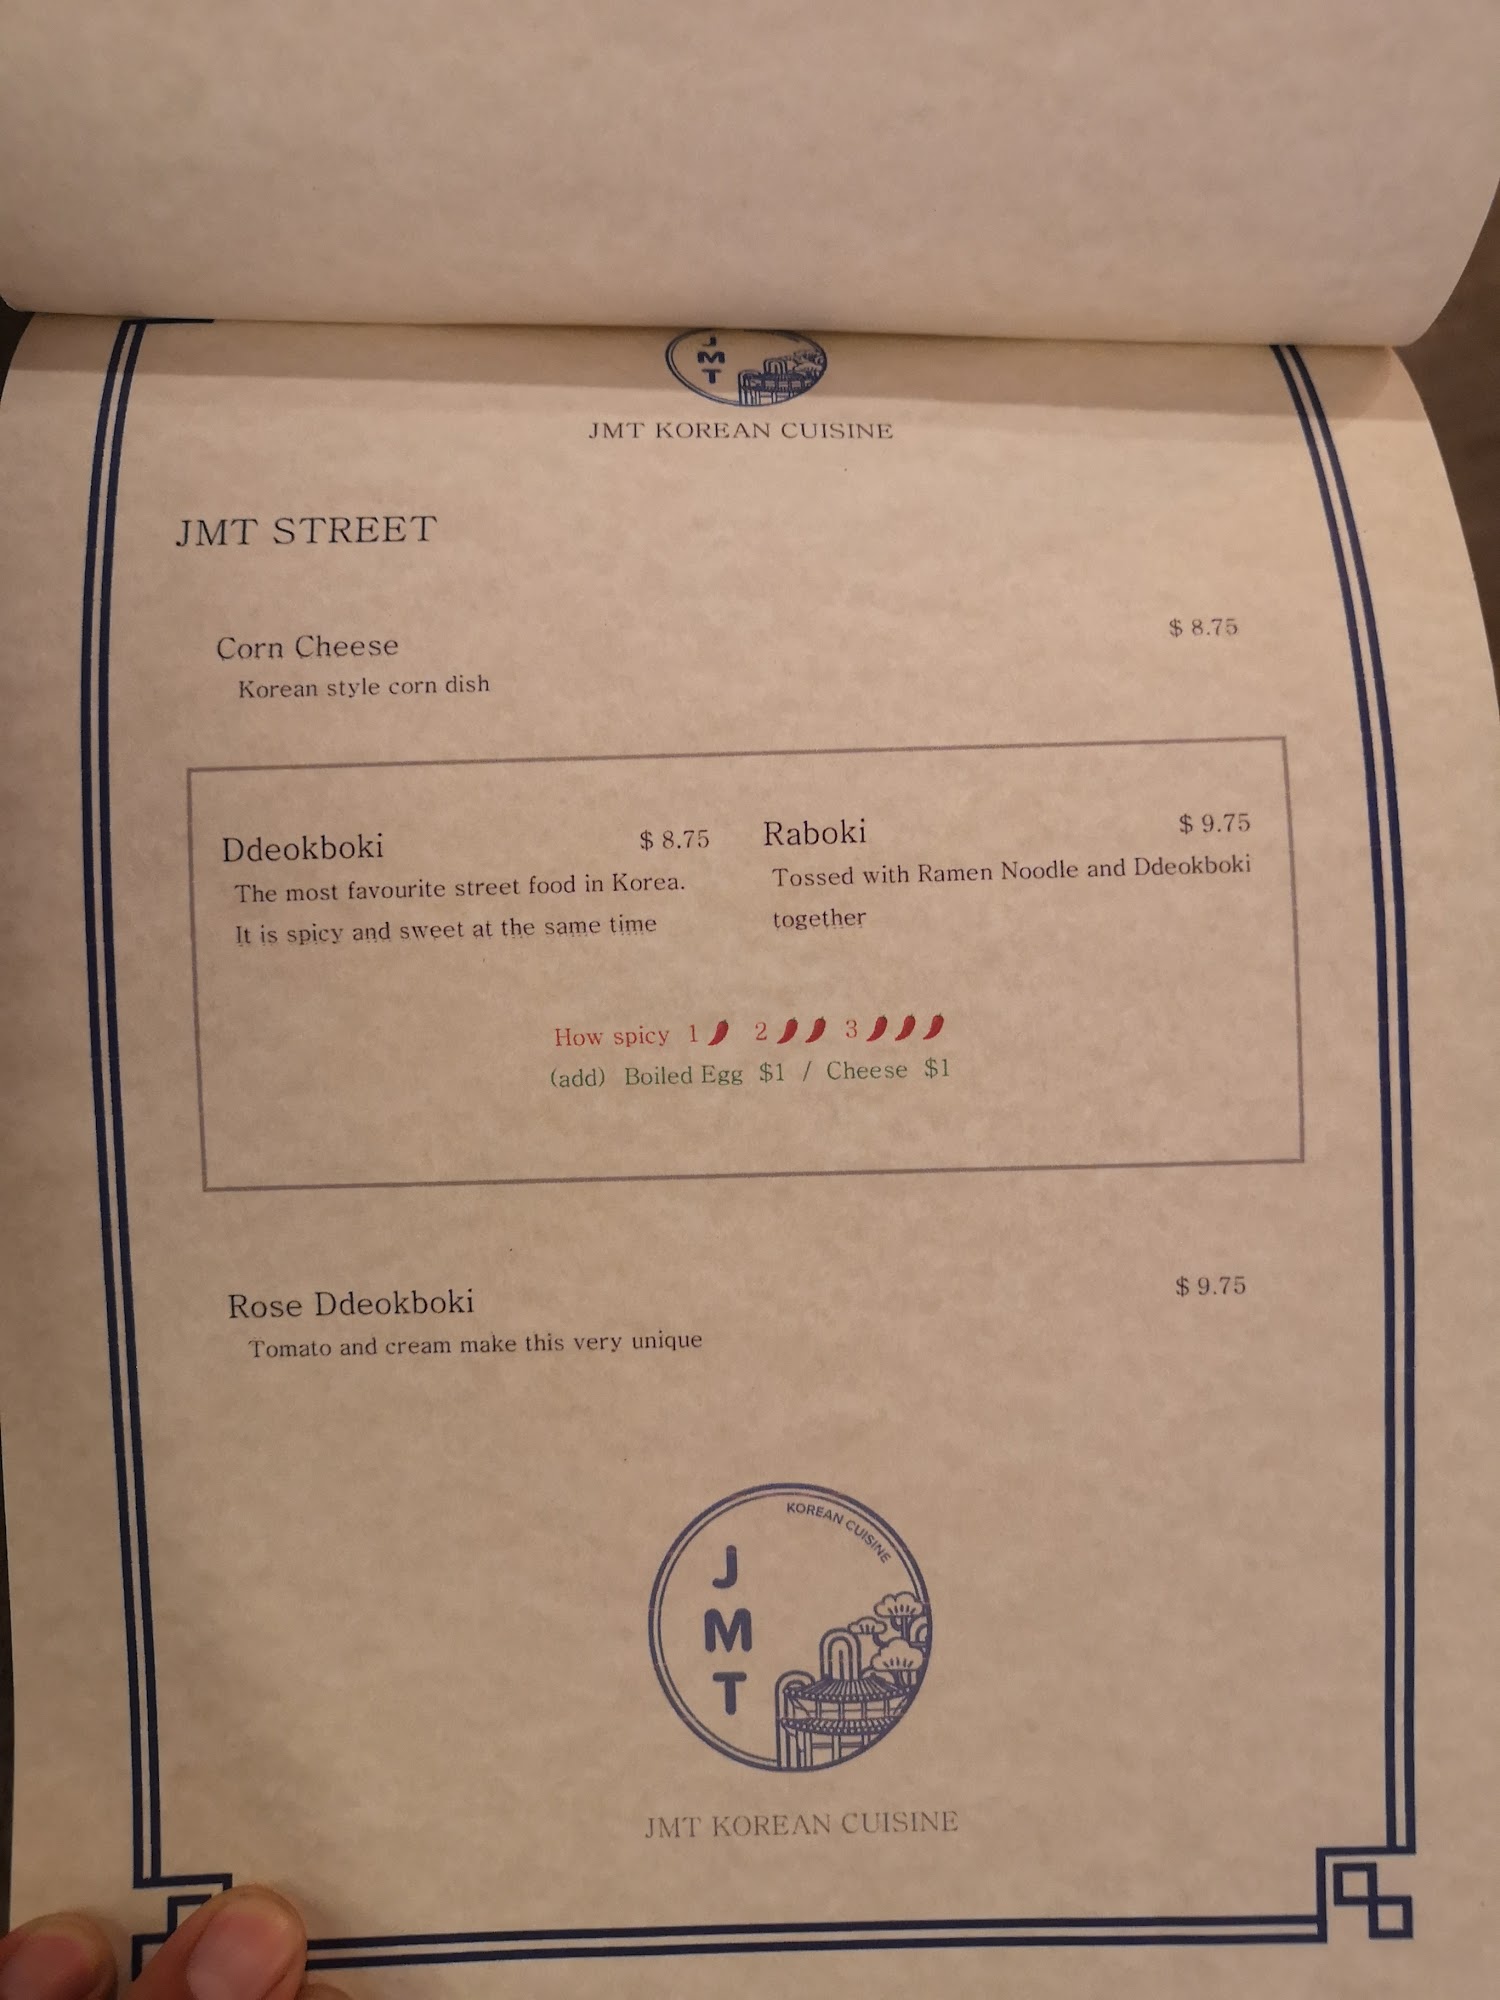 J
M
T
JMT KOREAN CUISINE
JMT STREET
Corn Cheese $ 8.75
Korean style corn dish
Ddeokboki $ 8.75
The most favourite street food in Korea.
It is spicy and sweet at the same time
Raboki $ 9.75
Tossed with Ramen Noodle and Ddeokboki
together
How spicy 1 2 3
(add) Boiled Egg $1 / Cheese $1
Rose Ddeokboki $ 9.75
Tomato and cream make this very unique
KOREAN CUISINE
J
M
T
JMT KOREAN CUISINE